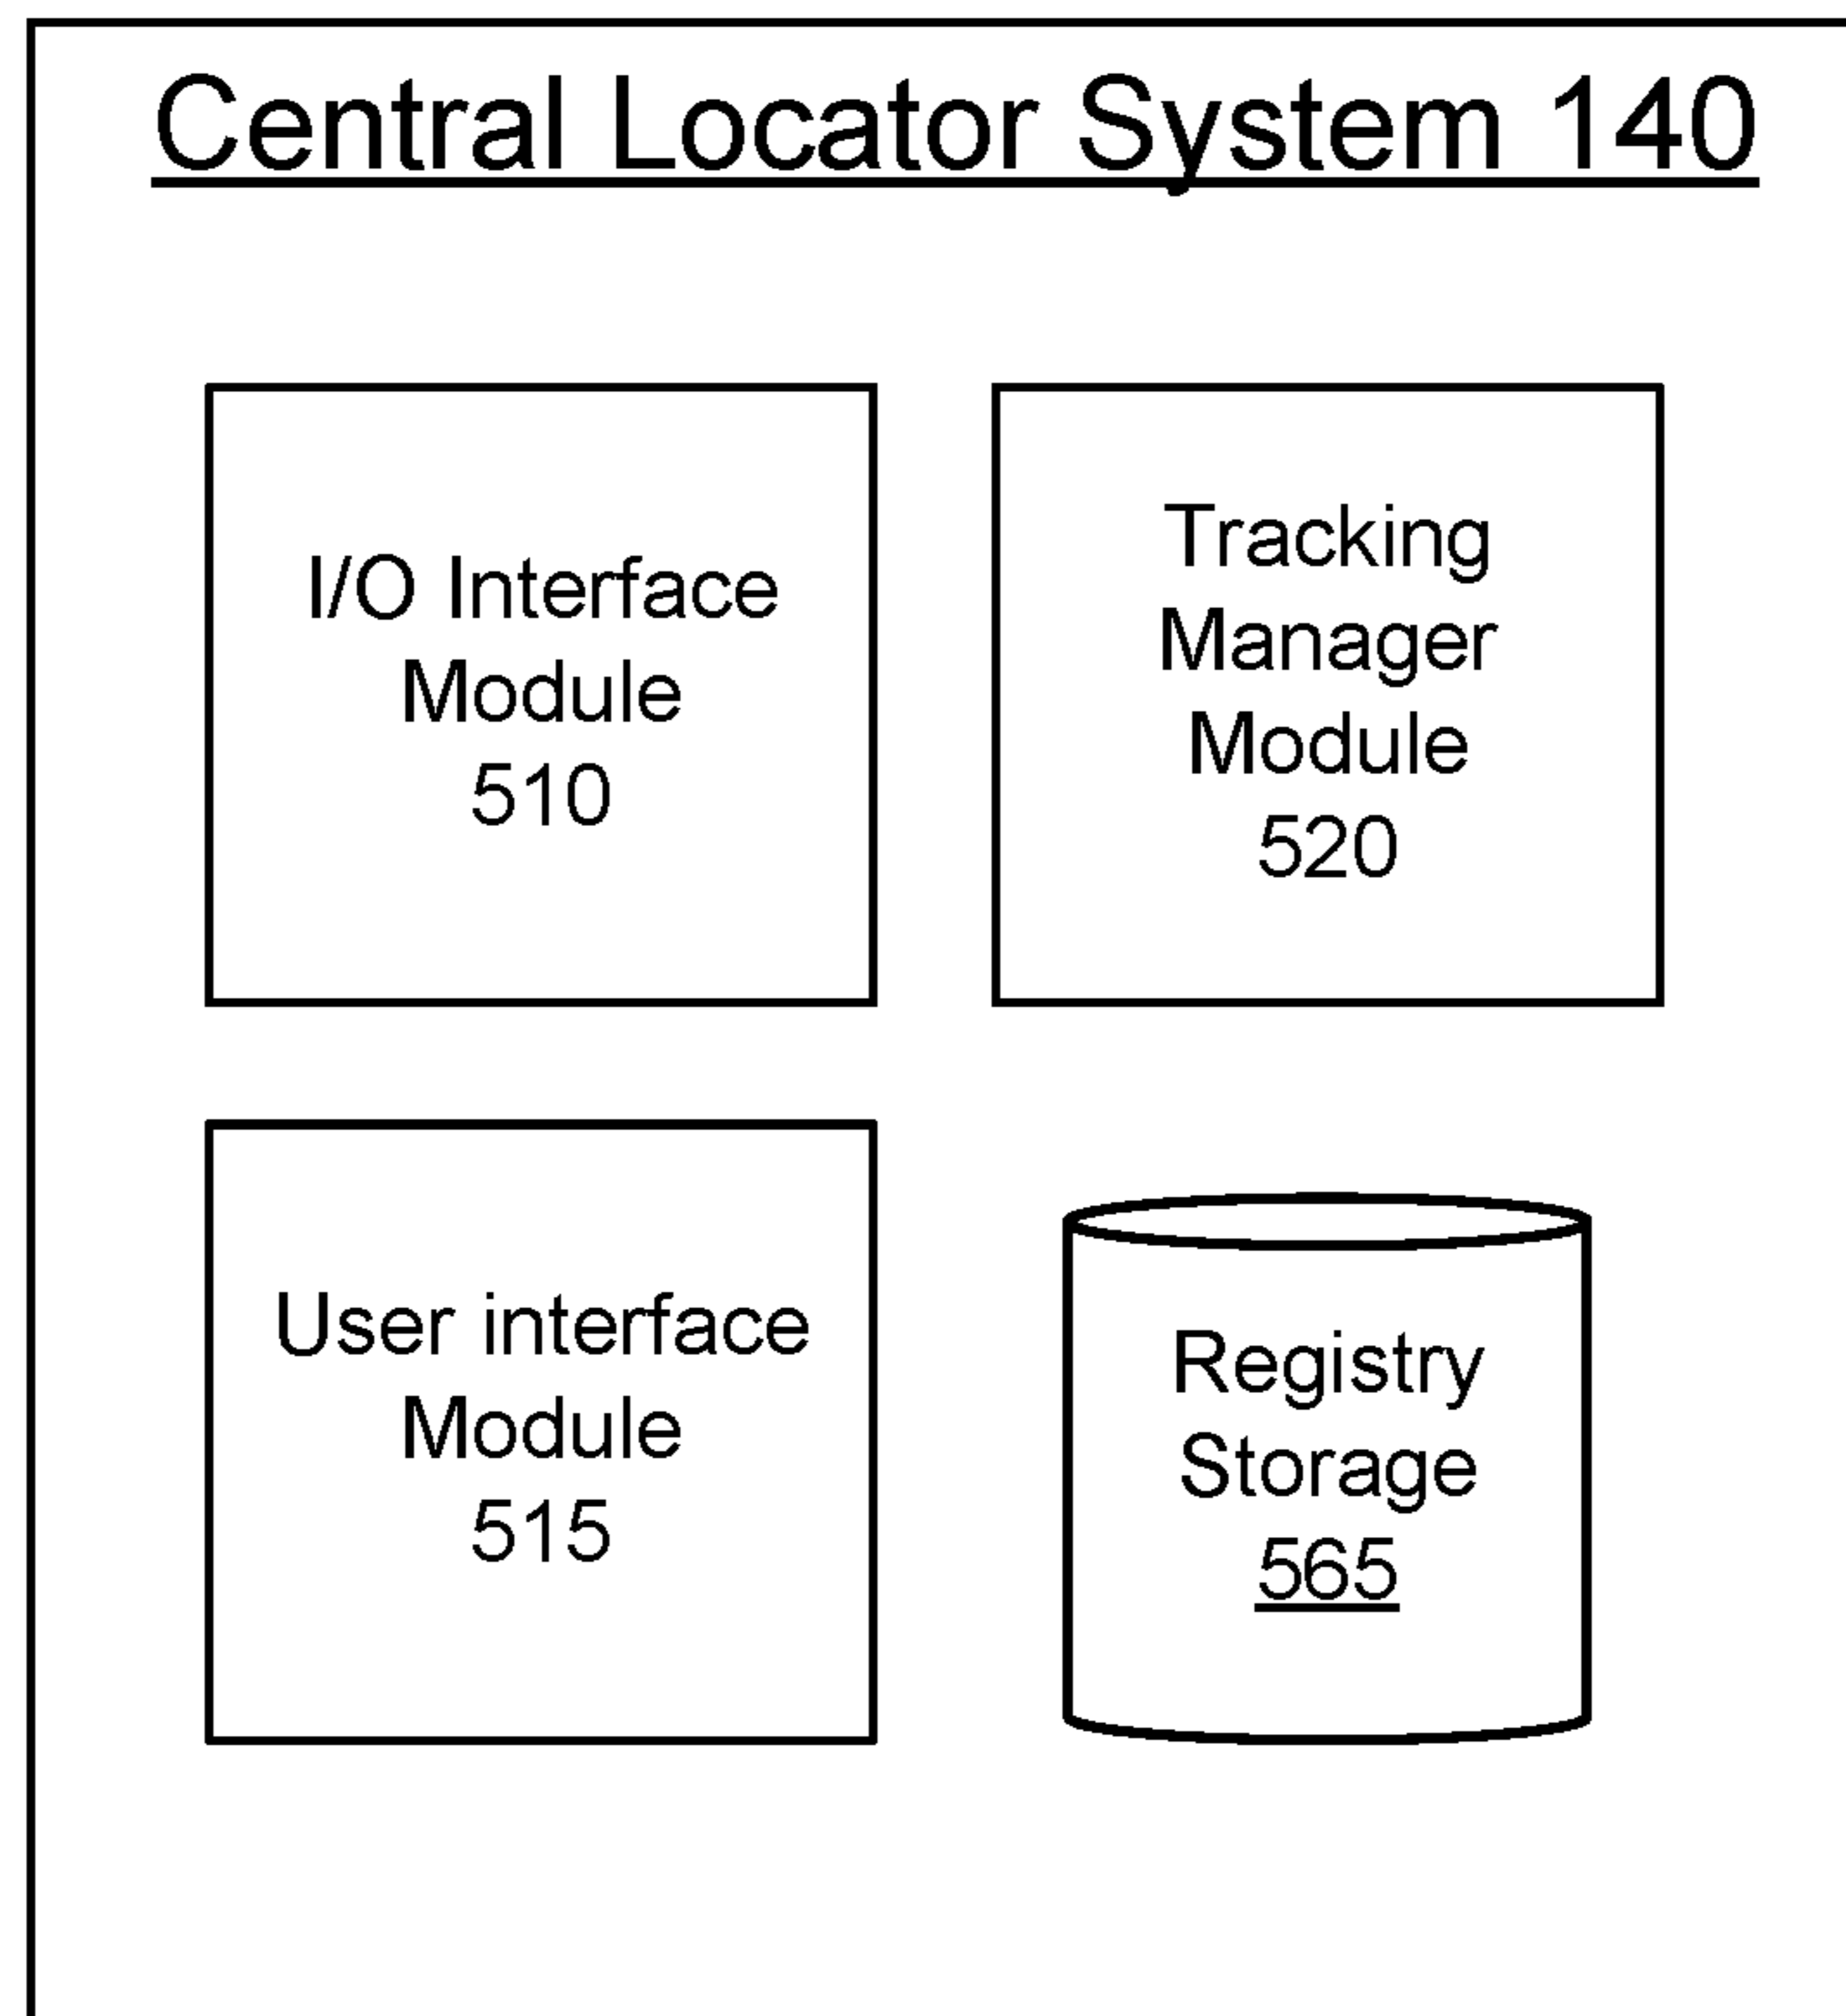 Central Locator System 140
I/O Interface
Module
510
Tracking
Manager
Module
520
User interface
Module
515
Registry
Storage
565